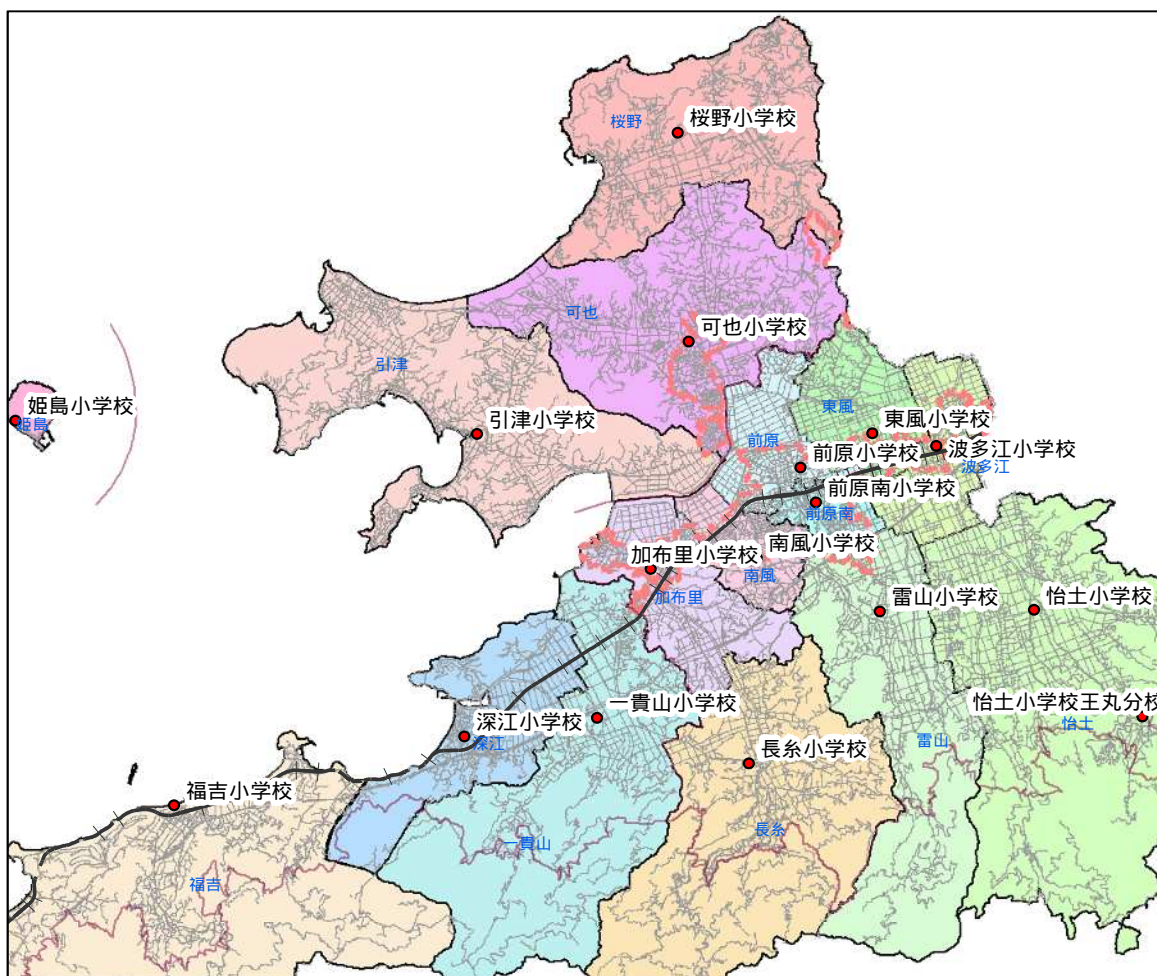 桜野小学校
桜野
可也
可也小学校
引津
姫島小学校
姫島
引津小学校
東風
東風小学校
前原
前原小学校
波多江小学校
波多江
前原南小学校
前原南
南風小学校
加布里小学校
南風
加布里
雷山小学校
怡土小学校
一貴山小学校
怡土小学校王丸分校
怡土
深江小学校
深江
雷山
長糸小学校
福吉小学校
長糸
一貴山
福吉